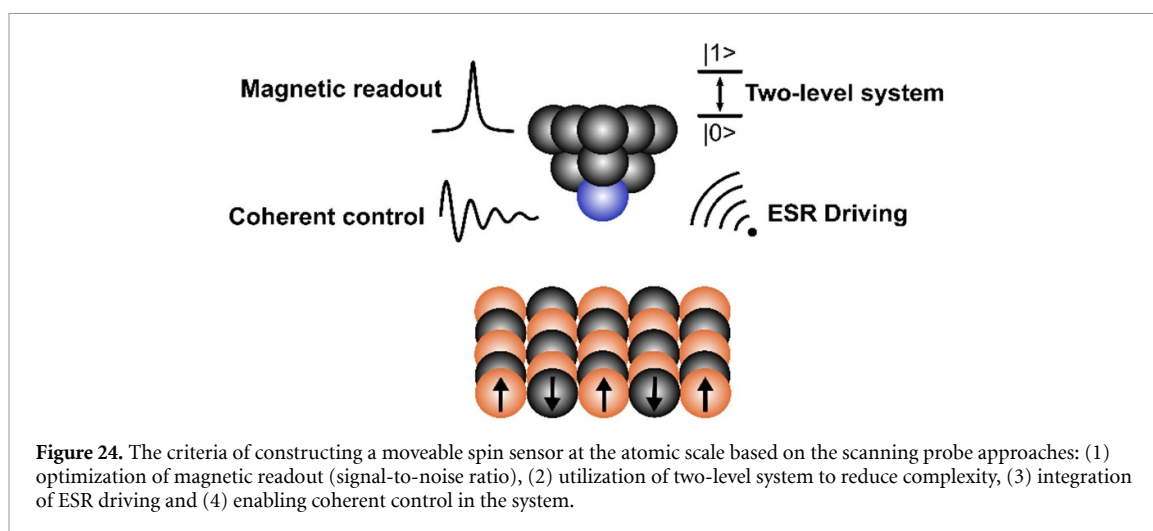 Magnetic readout
|1>
Two-level system
|0>
Coherent control
ESR Driving
Figure 24. The criteria of constructing a moveable spin sensor at the atomic scale based on the scanning probe approaches: (1)
optimization of magnetic readout (signal-to-noise ratio), (2) utilization of two-level system to reduce complexity, (3) integration
of ESR driving and (4) enabling coherent control in the system.